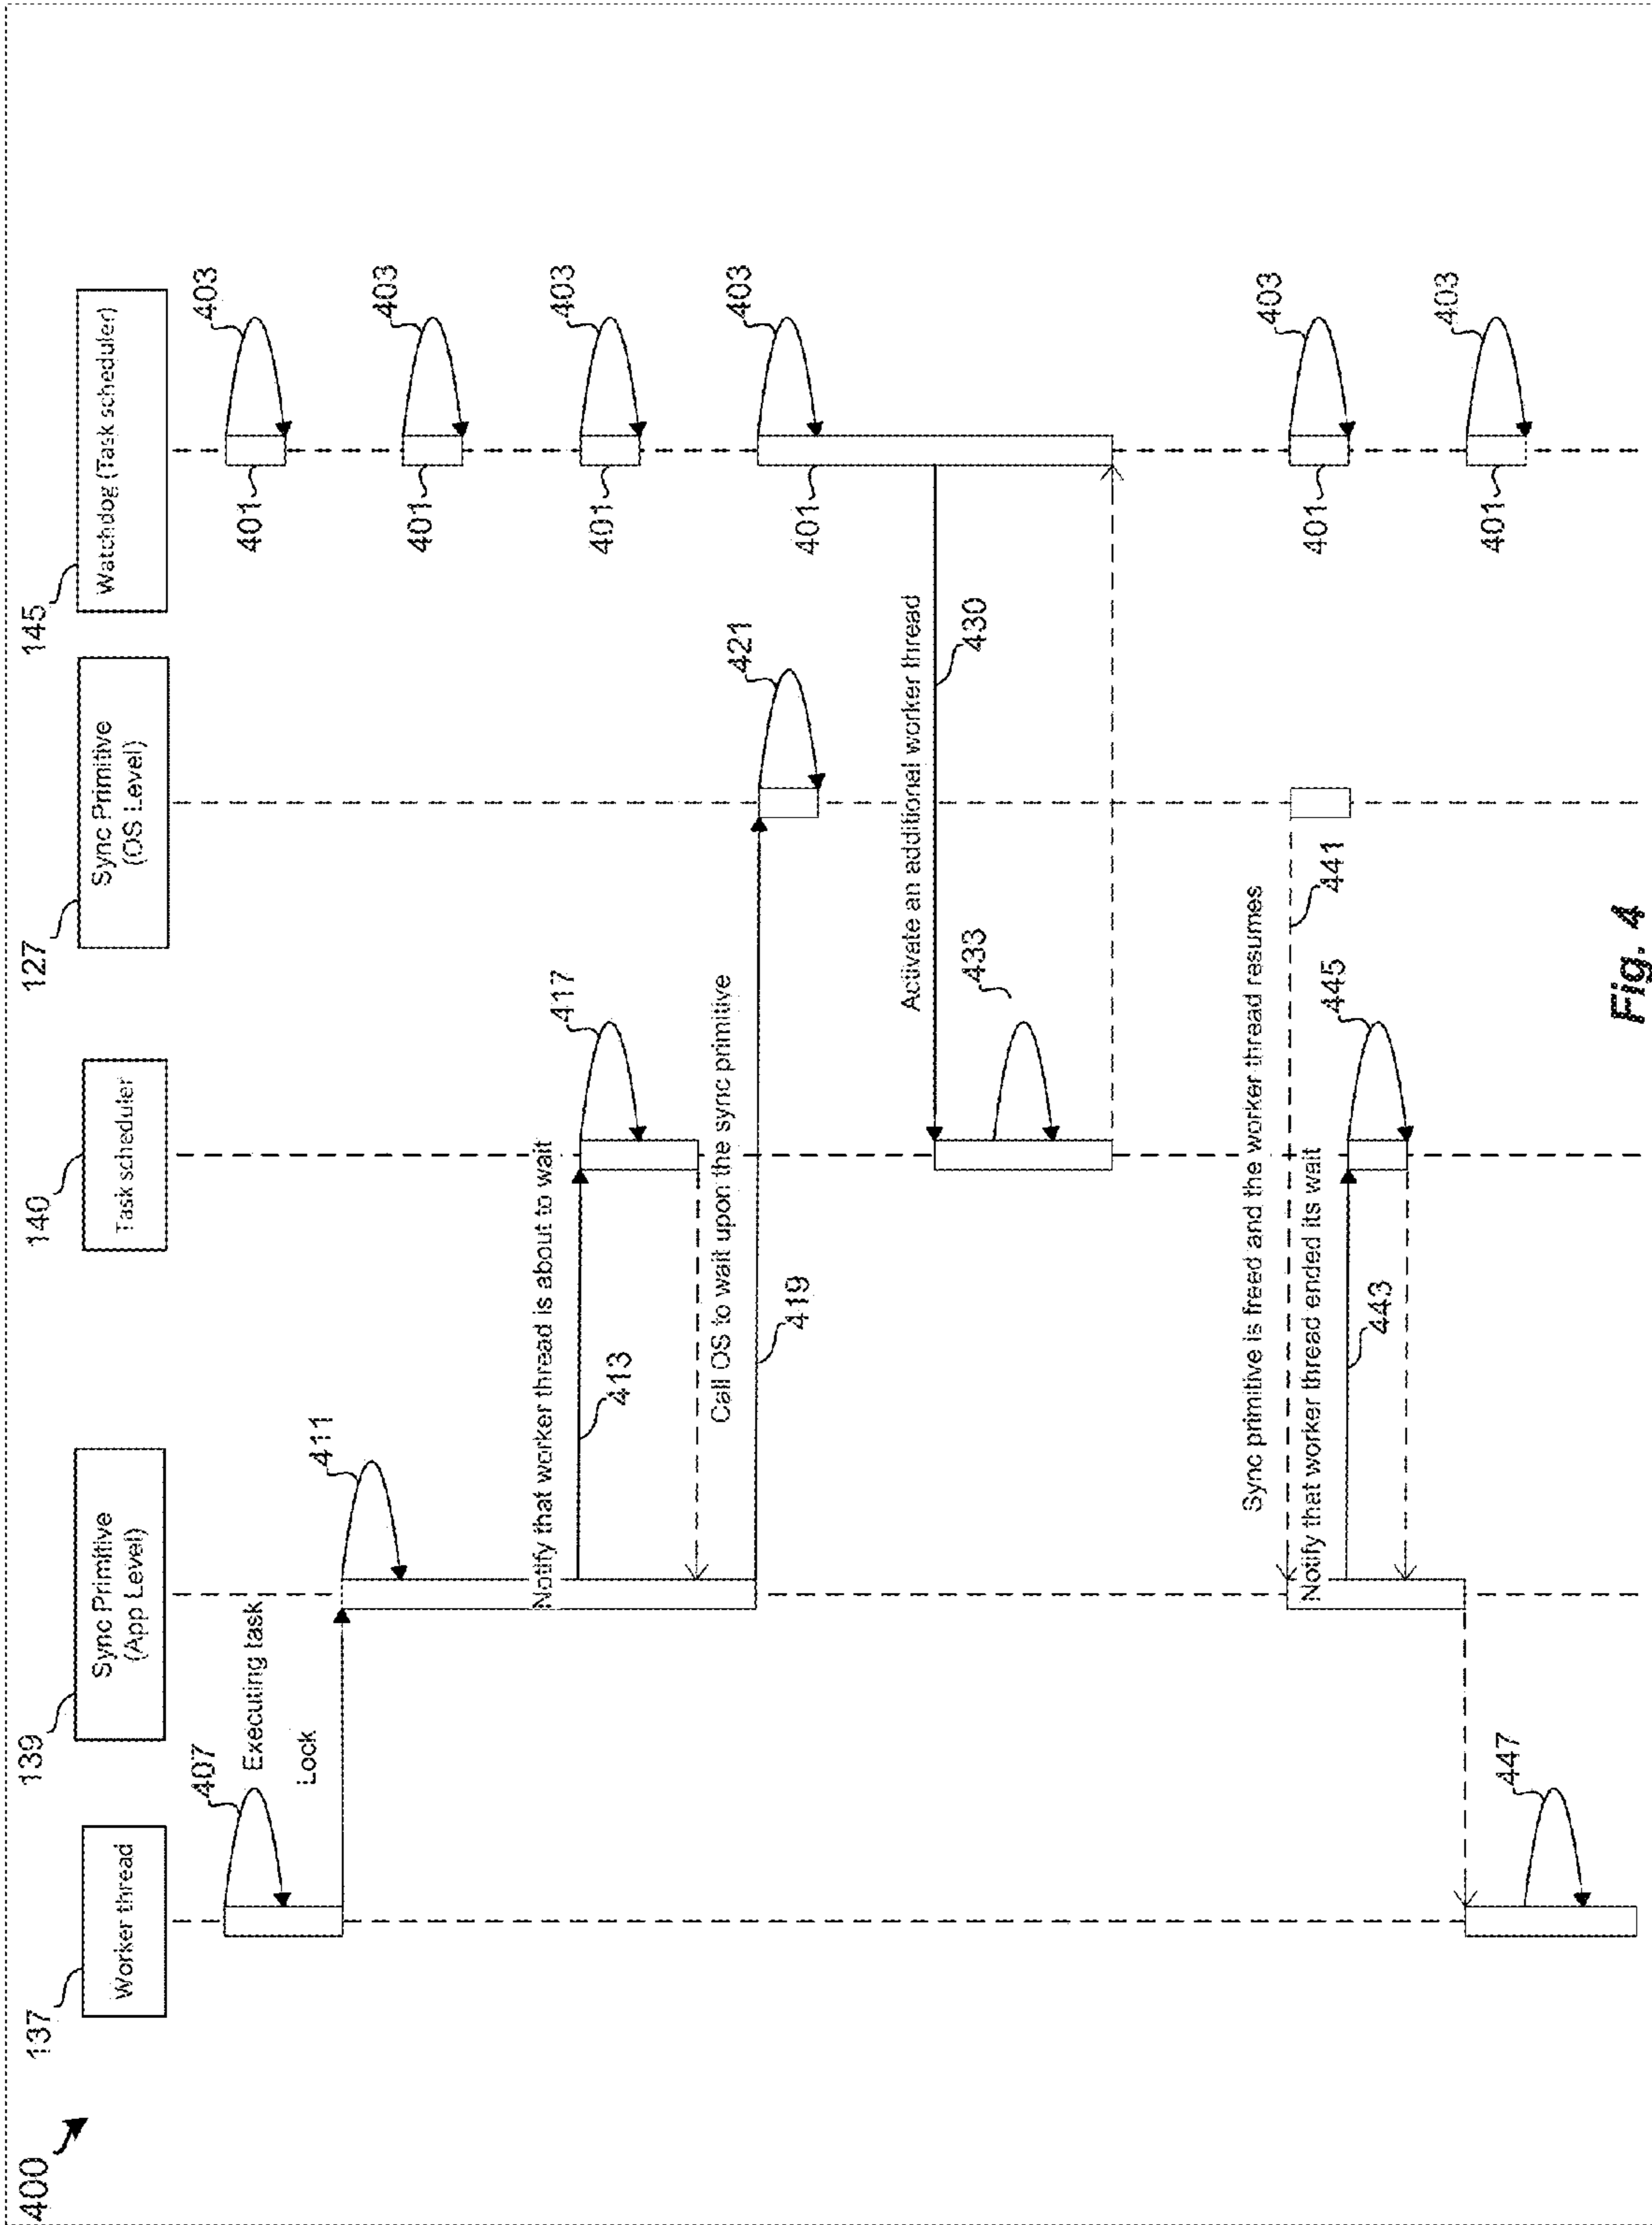 400
137
Worker thread
139
Sync Primitive
(App Level)
140
Task scheduler
127
Sync Primitive
(OS Level)
145
Watchdog (Task scheduler)
407
Executing task
403
401
Lock
411
403
401
Notify that worker thread is about to wait
413
417
403
401
Call OS to wait upon the sync primitive
419
421
403
401
Activate an additional worker thread
430
433
Sync primitive is freed and the worker thread resumes
441
403
401
Notify that worker thread ended its wait
443
445
447
403
401
Fig. 4